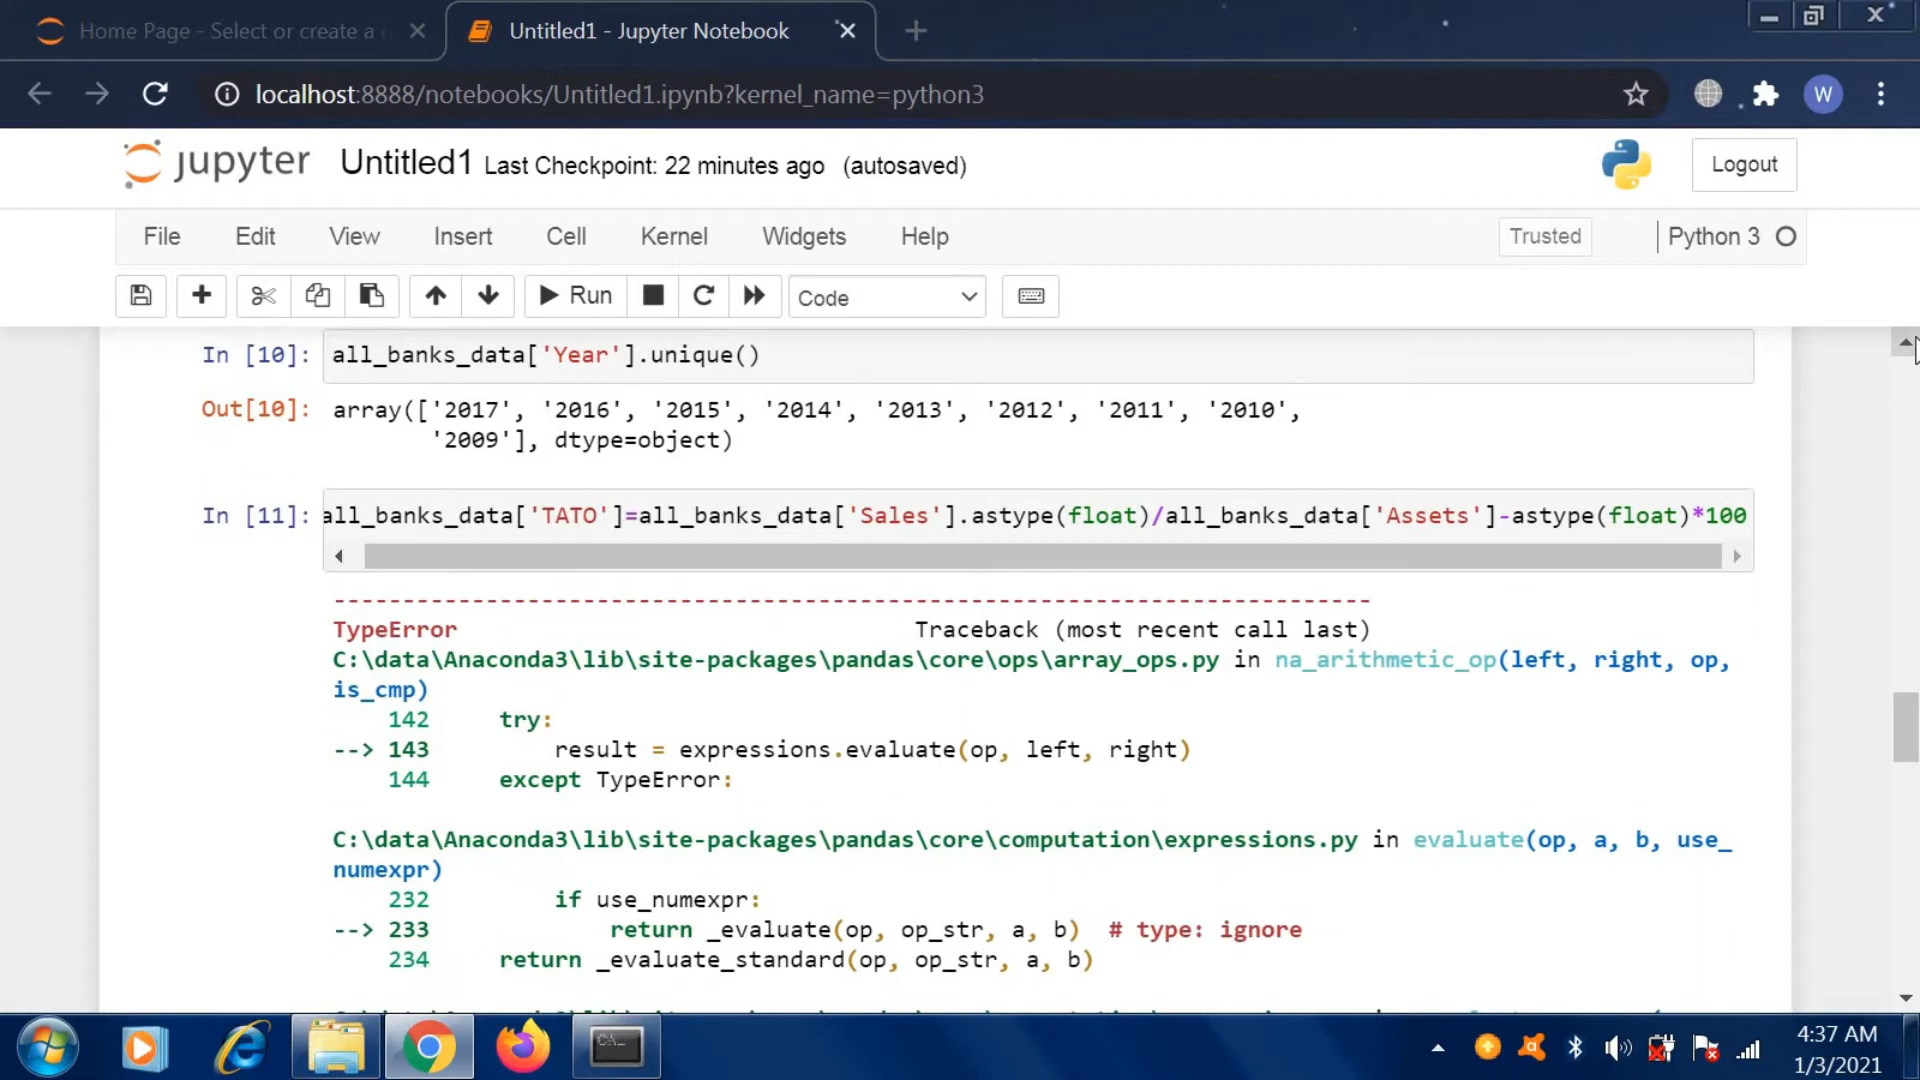 Home Page - Select or create a
Untitled1 - Jupyter Notebook
localhost:8888/notebooks/Untitled1.ipynb?kernel_name=python3
W
jupyter Untitled1 Last Checkpoint: 22 minutes ago (autosaved)
Logout
File Edit View Insert Cell Kernel Widgets Help
Trusted
Python 3
Run
Code
In [10]: all_banks_data['Year'].unique()
Out[10]: array(['2017', '2016', '2015', '2014', '2013', '2012', '2011', '2010',
'2009'], dtype=object)
In [11]: all_banks_data['TATO']=all_banks_data['Sales'].astype(float)/all_banks_data['Assets']-astype(float)*100
---------------------------------------------------------------------------
TypeError Traceback (most recent call last)
C:\data\Anaconda3\lib\site-packages\pandas\core\ops\array_ops.py in na_arithmetic_op(left, right, op,
is_cmp)
142 try:
--> 143 result = expressions.evaluate(op, left, right)
144 except TypeError:
C:\data\Anaconda3\lib\site-packages\pandas\core\computation\expressions.py in evaluate(op, a, b, use_
numexpr)
232 if use_numexpr:
--> 233 return _evaluate(op, op_str, a, b) # type: ignore
234 return _evaluate_standard(op, op_str, a, b)
4:37 AM
1/3/2021